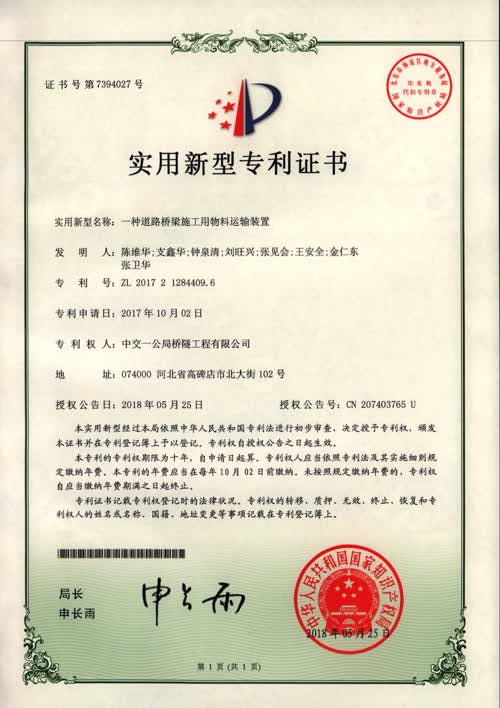 证书号第7394027号
印花税
代扣专用章
国家知识产权局
实用新型专利证书
实用新型名称：一种道路桥梁施工用物料运输装置
发 明 人：陈维华;支鑫华;钟泉清;刘旺兴;张见会;王安全;金仁东
张卫华
专 利 号：ZL 2017 2 1284409.6
专利申请日：2017年10月02日
专 利 权 人：中交一公局桥隧工程有限公司
地 址：074000 河北省高碑店市北大街102号
授权公告日：2018年05月25日 授权公告号：CN 207403765 U
本实用新型经过本局依照中华人民共和国专利法进行初步审查，决定授予专利权，颁发
本证书并在专利登记簿上予以登记。专利权自授权公告之日起生效。
本专利的专利权期限为十年，自申请日起算。专利权人应当依照专利法及其实施细则规
定缴纳年费。本专利的年费应当在每年10月02日前缴纳。未按照规定缴纳年费的，专利权
自应当缴纳年费期满之日起终止。
专利证书记载专利权登记时的法律状况。专利权的转移、质押、无效、终止、恢复和专
利权人的姓名或名称、国籍、地址变更等事项记载在专利登记簿上。
局长
申长雨
申长雨
中华人民共和国国家知识产权局
2018年05月25日
第1页(共1页)